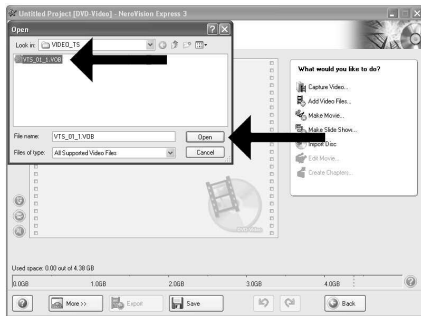 Untitled Project [DVD-Video] - NeroVision Express 3
Open
Look in: VIDEO_TS
VTS_01_1.VOB
File name: VTS_01_1.VOB Open
Files of type: All Supported Video Files Cancel
What would you like to do?
Capture Video...
Add Video Files...
Make Movie...
Make Slide Show...
Import Disc
Edit Movie...
Create Chapters...
Used space: 0.00 out of 4.38 GB
0.0GB 1.0GB 2.0GB 3.0GB 4.0GB
More >> Export Save Back